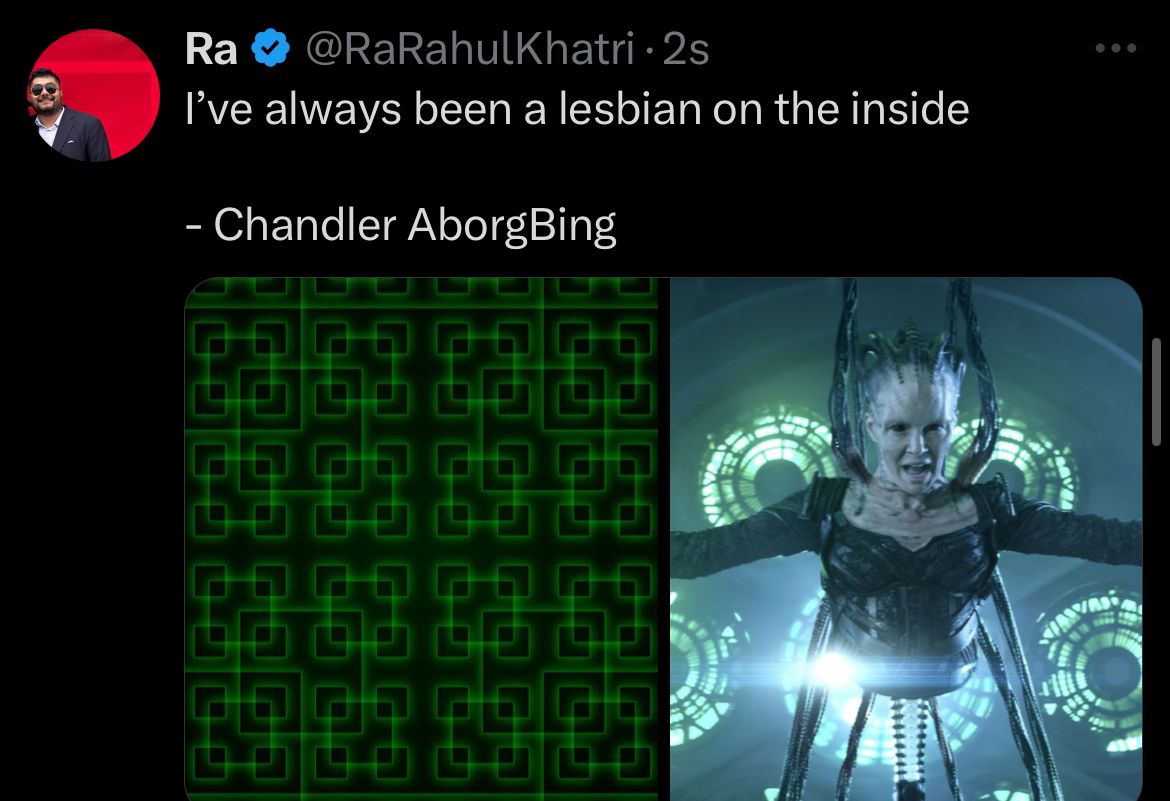 Ra @RaRahulKhatri · 2s
I’ve always been a lesbian on the inside
- Chandler AborgBing